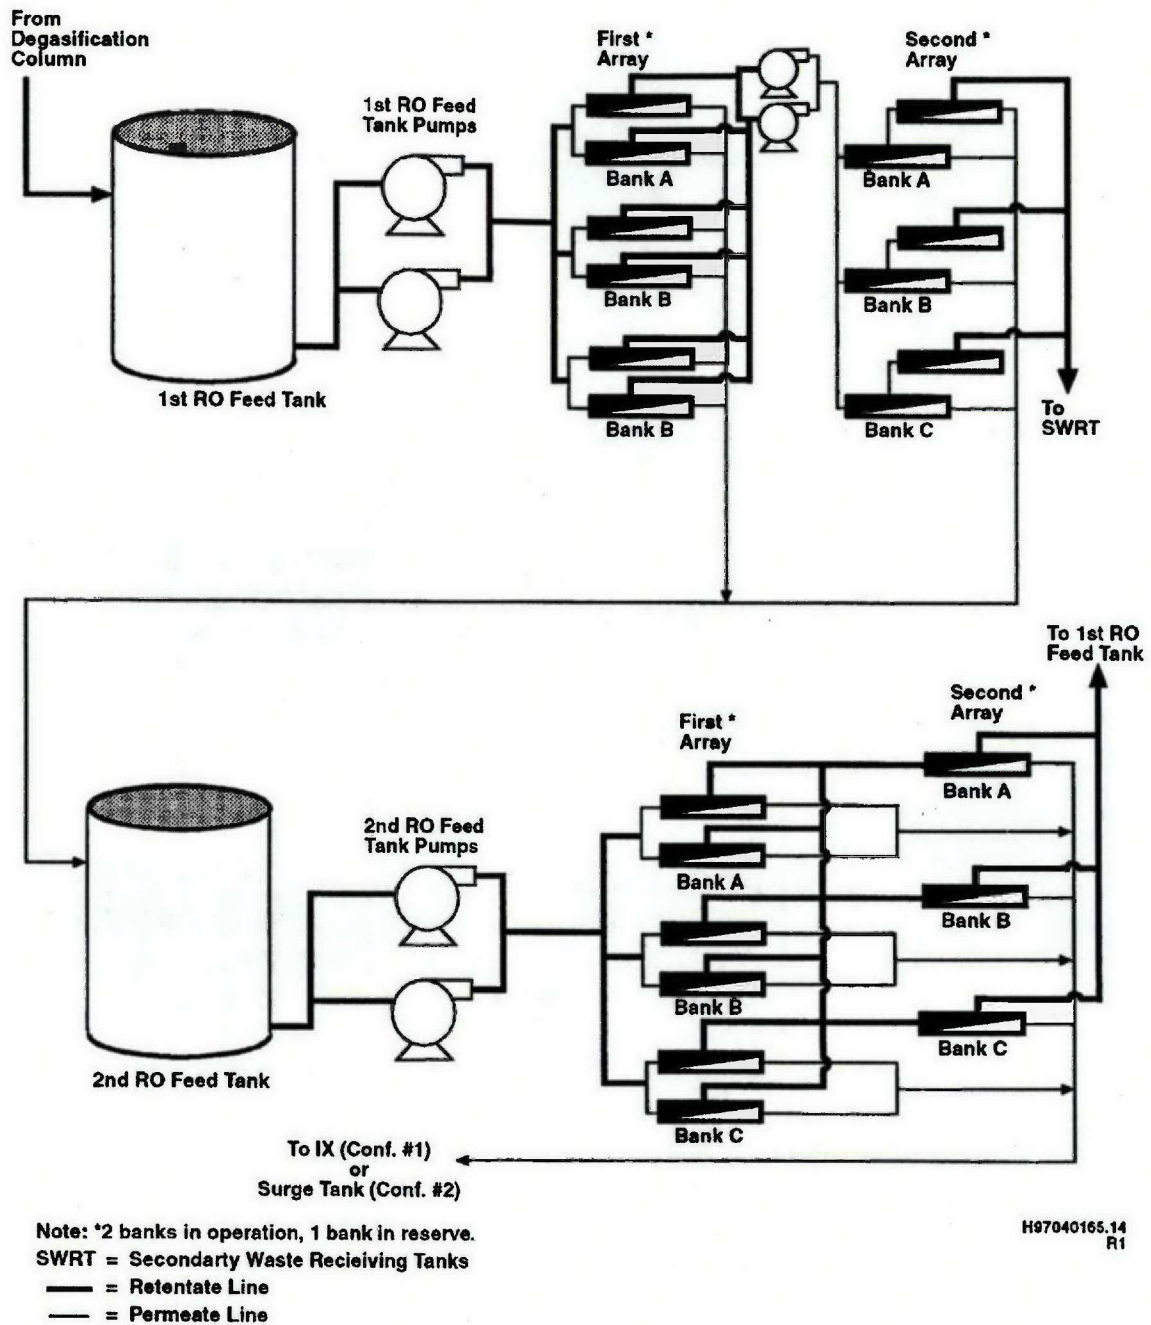 From
Degasification
Column
First *
Array
Second *
Array
1st RO Feed
Tank Pumps
Bank A
Bank A
Bank B
Bank B
1st RO Feed Tank
Bank B
Bank C
To
SWRT
To 1st RO
Feed Tank
Second *
Array
First *
Array
Bank A
2nd RO Feed
Tank Pumps
Bank A
Bank B
Bank B
Bank C
2nd RO Feed Tank
Bank C
To IX (Conf. #1)
or
Surge Tank (Conf. #2)
Note: *2 banks in operation, 1 bank in reserve.
SWRT = Secondarty Waste Recieiving Tanks
= Retentate Line
= Permeate Line
H97040165.14
R1